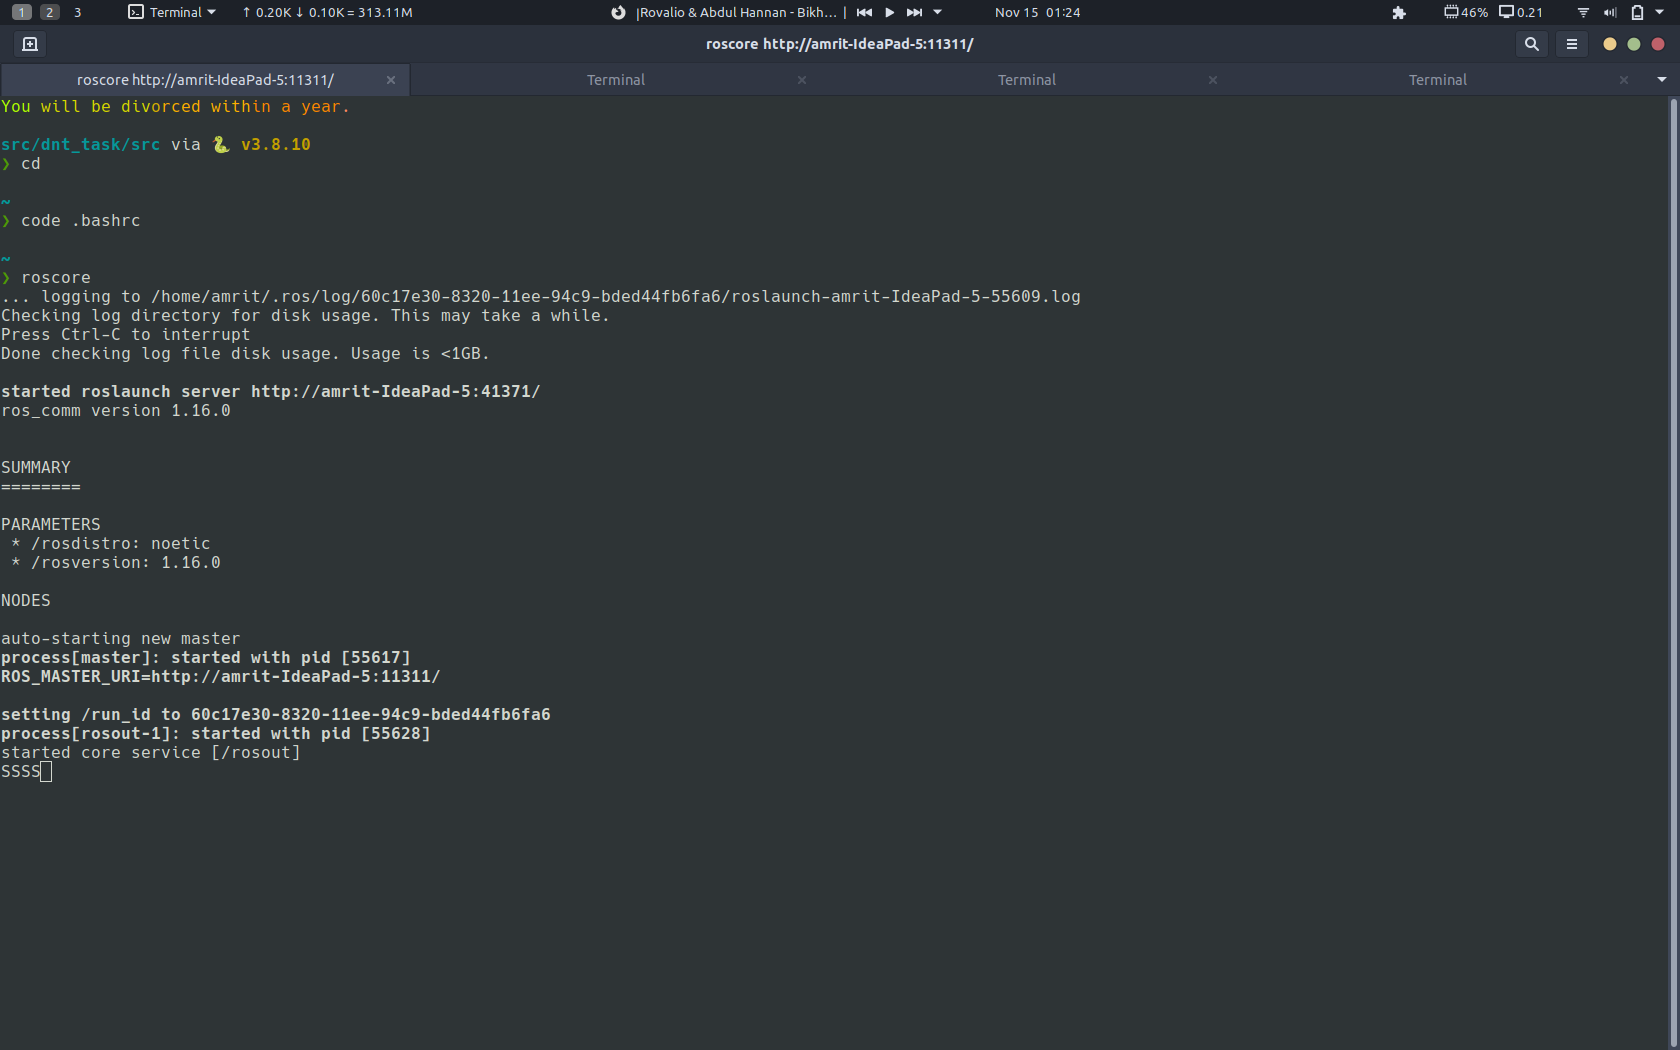 1 2 3 Terminal ↑ 0.20K ↓ 0.10K = 313.11M |Rovalio & Abdul Hannan - Bikh... | Nov 15 01:24 46% 0.21
roscore http://amrit-IdeaPad-5:11311/
roscore http://amrit-IdeaPad-5:11311/ × Terminal × Terminal × Terminal ×
You will be divorced within a year.
src/dnt_task/src via 🐍 v3.8.10
❯ cd
~
❯ code .bashrc
~
❯ roscore
... logging to /home/amrit/.ros/log/60c17e30-8320-11ee-94c9-bded44fb6fa6/roslaunch-amrit-IdeaPad-5-55609.log
Checking log directory for disk usage. This may take a while.
Press Ctrl-C to interrupt
Done checking log file disk usage. Usage is <1GB.
started roslaunch server http://amrit-IdeaPad-5:41371/
ros_comm version 1.16.0
SUMMARY
========
PARAMETERS
* /rosdistro: noetic
* /rosversion: 1.16.0
NODES
auto-starting new master
process[master]: started with pid [55617]
ROS_MASTER_URI=http://amrit-IdeaPad-5:11311/
setting /run_id to 60c17e30-8320-11ee-94c9-bded44fb6fa6
process[rosout-1]: started with pid [55628]
started core service [/rosout]
SSSS